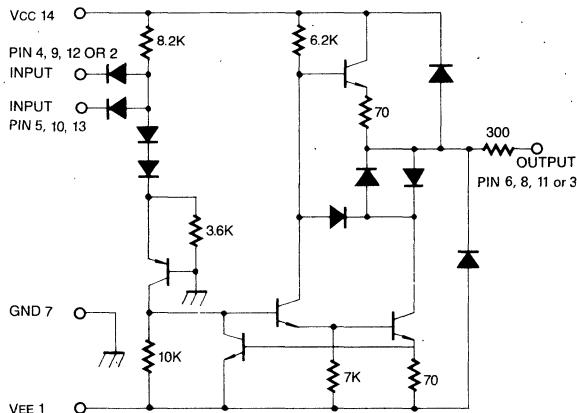 VCC 14
8.2K
6.2K
PIN 4, 9, 12 OR 2
INPUT
INPUT
PIN 5, 10, 13
70
300
OUTPUT
PIN 6, 8, 11 or 3
3.6K
GND 7
10K
7K
70
VEE 1